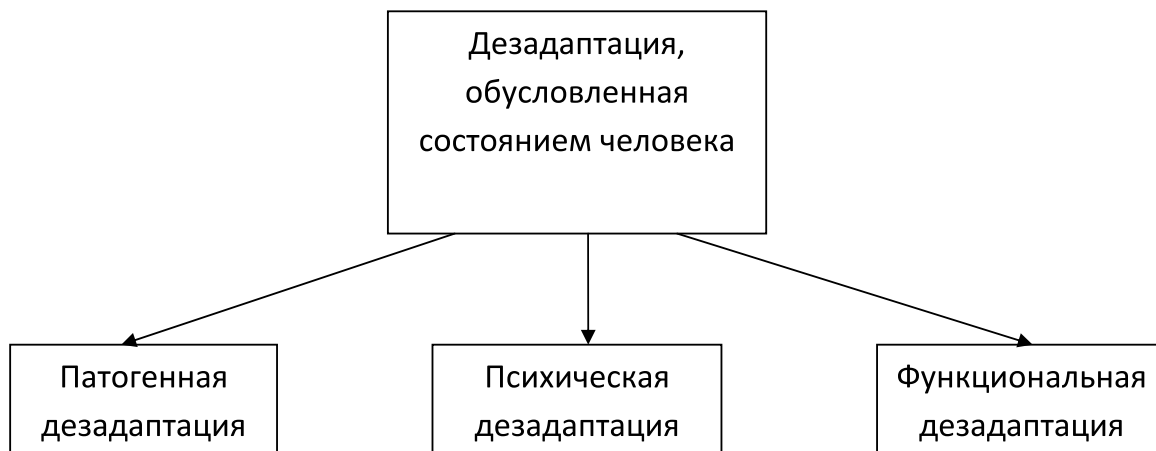 Дезадаптация,
обусловленная
состоянием человека
Патогенная
дезадаптация
Психическая
дезадаптация
Функциональная
дезадаптация